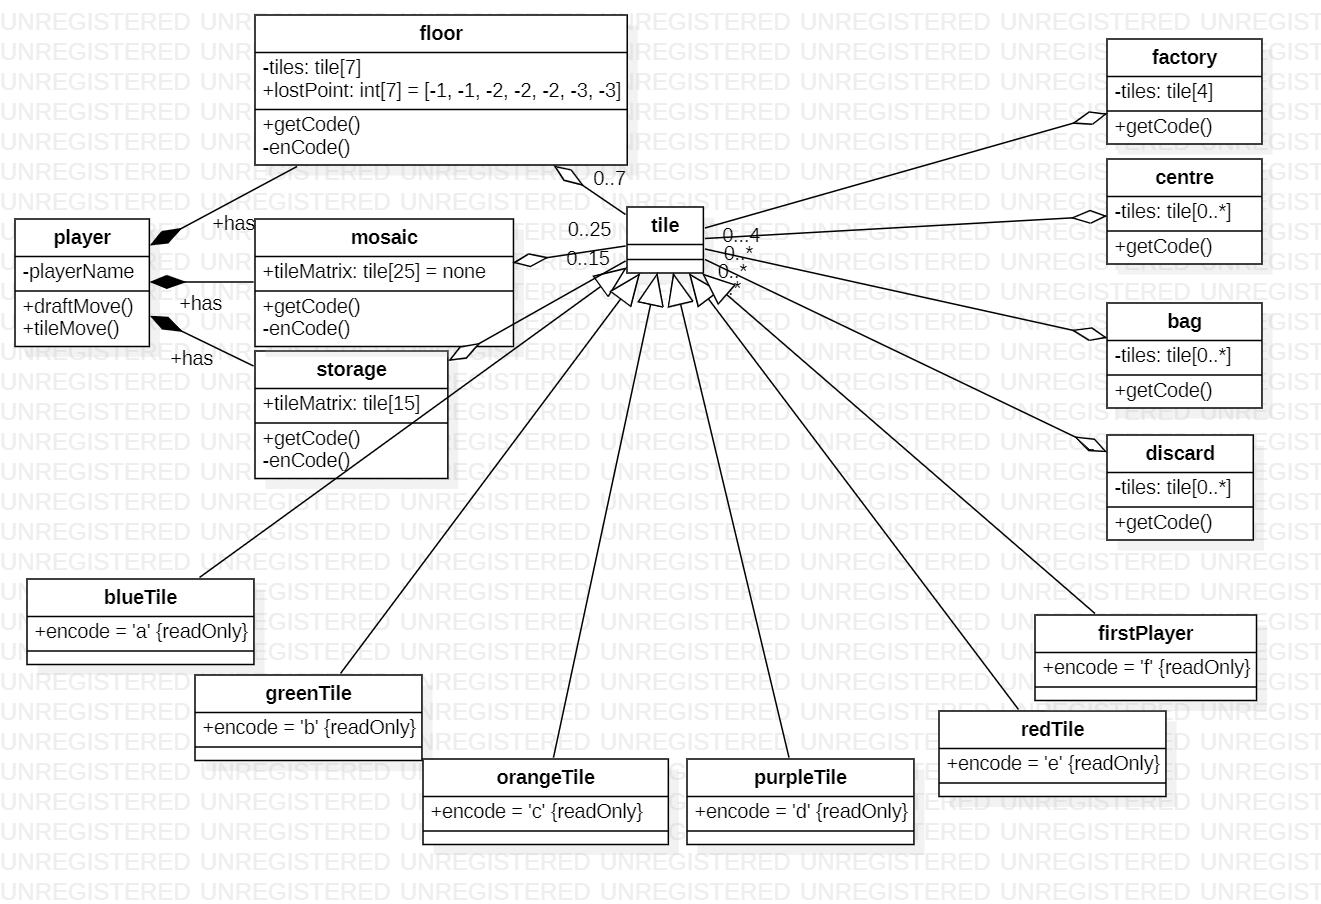 floor
-tiles: tile[7]
+lostPoint: int[7] = [-1, -1, -2, -2, -2, -3, -3]
+getCode()
-enCode()
factory
-tiles: tile[4]
+getCode()
centre
-tiles: tile[0..*]
+getCode()
player
-playerName
+draftMove()
+tileMove()
+has
+has
+has
mosaic
+tileMatrix: tile[25] = none
+getCode()
-enCode()
0..7
0..25
0..15
tile
0...4
0..*
0..*
.*
storage
+tileMatrix: tile[15]
+getCode()
-enCode()
bag
-tiles: tile[0..*]
+getCode()
discard
-tiles: tile[0..*]
+getCode()
blueTile
+encode = 'a' {readOnly}
greenTile
+encode = 'b' {readOnly}
orangeTile
+encode = 'c' {readOnly}
purpleTile
+encode = 'd' {readOnly}
redTile
+encode = 'e' {readOnly}
firstPlayer
+encode = 'f' {readOnly}
UNREGISTERED UNREGISTERED UNREGISTERED UNREGISTERED UNREGISTERED UNREGISTERED UNREGIST